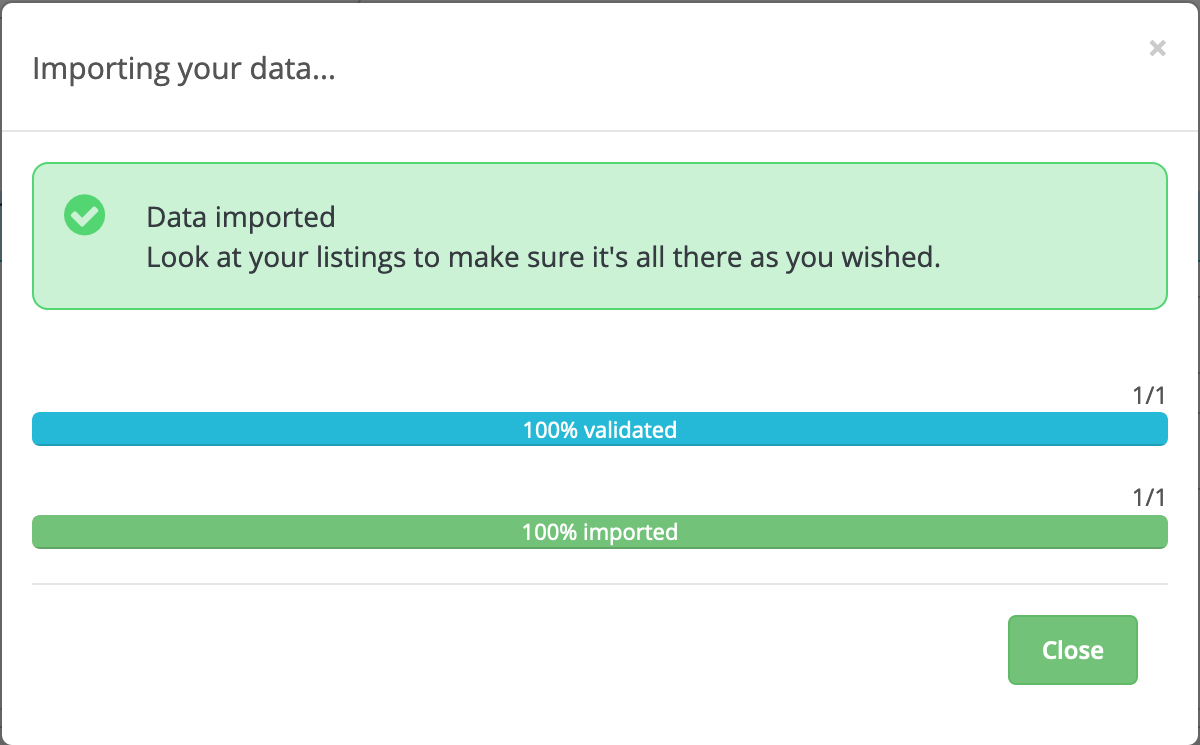 Importing your data...
×
Data imported
Look at your listings to make sure it's all there as you wished.
1/1
100% validated
1/1
100% imported
Close